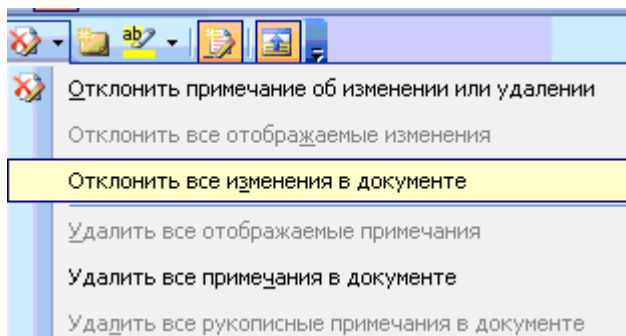 ab
Отклонить примечание об изменении или удалении
Отклонить все отображаемые изменения
Отклонить все изменения в документе
Удалить все отображаемые примечания
Удалить все примечания в документе
Удалить все рукописные примечания в документе